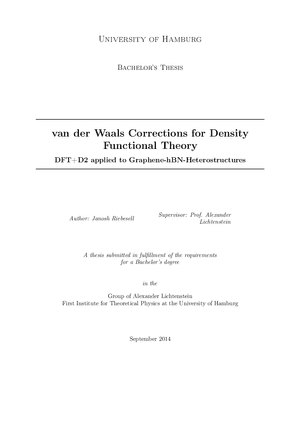 UNIVERSITY OF HAMBURG
BACHELOR'S THESIS
van der Waals Corrections for Density
Functional Theory
DFT+D2 applied to Graphene-hBN-Heterostructures
Author: Jannah Riebesell
Supervisor: Prof. Alexander
Lichtenstein
A thesis submitted in fulfillment of the requirements
for a Bachelor's degree
in the
Group of Alexander Lichtenstein
First Institute for Theoretical Physics at the University of Hamburg
September 2014